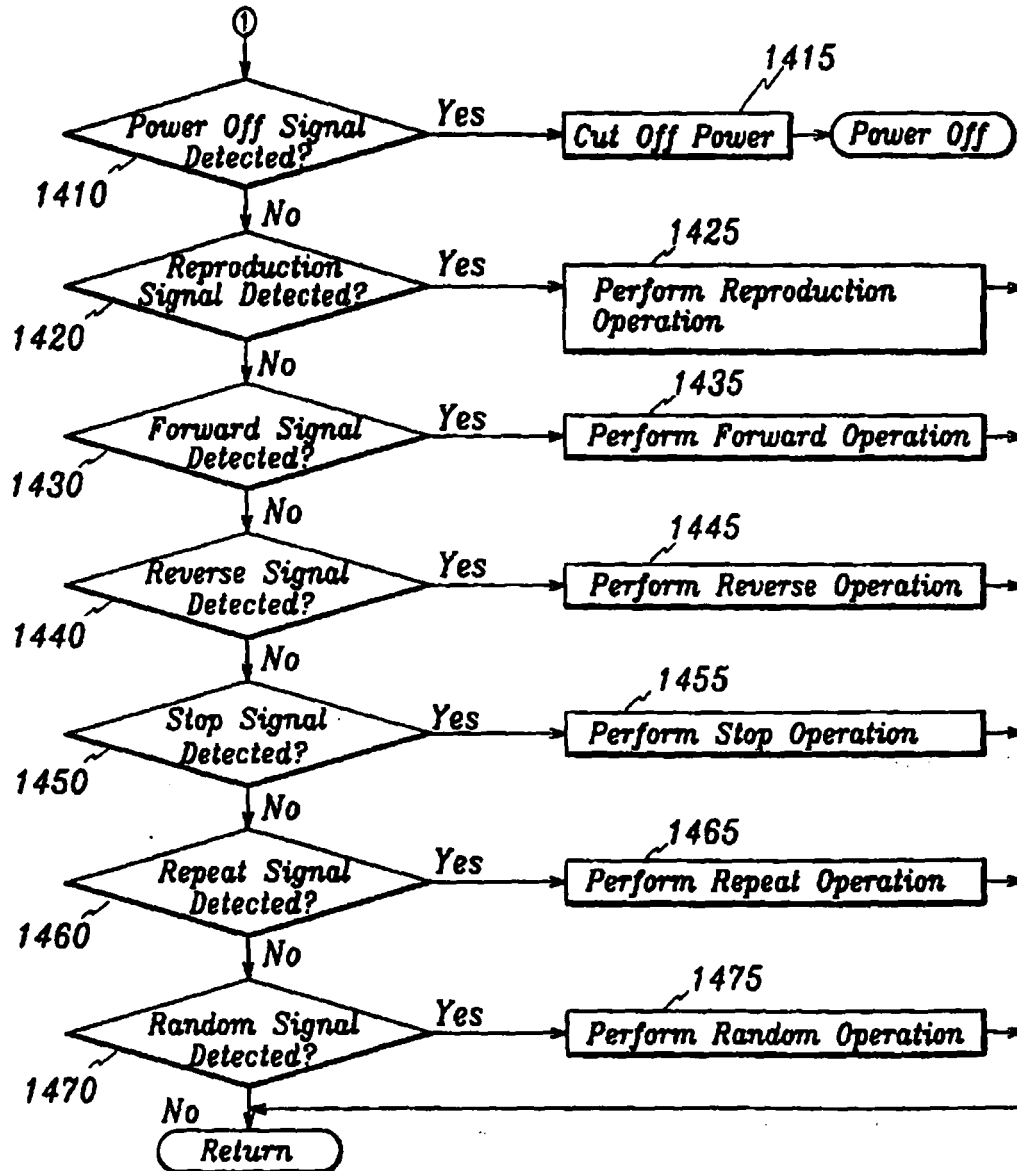 1
1415
Power Off Signal
Detected?
Yes
Cut Off Power
Power Off
1410
No
1425
Reproduction
Signal Detected?
Yes
Perform Reproduction
Operation
1420
No
1435
Forward Signal
Detected?
Yes
Perform Forward Operation
1430
No
1445
Reverse Signal
Detected?
Yes
Perform Reverse Operation
1440
No
1455
Stop Signal
Detected?
Yes
Perform Stop Operation
1450
No
1465
Repeat Signal
Detected?
Yes
Perform Repeat Operation
1460
No
1475
Random Signal
Detected?
Yes
Perform Random Operation
1470
No
Return